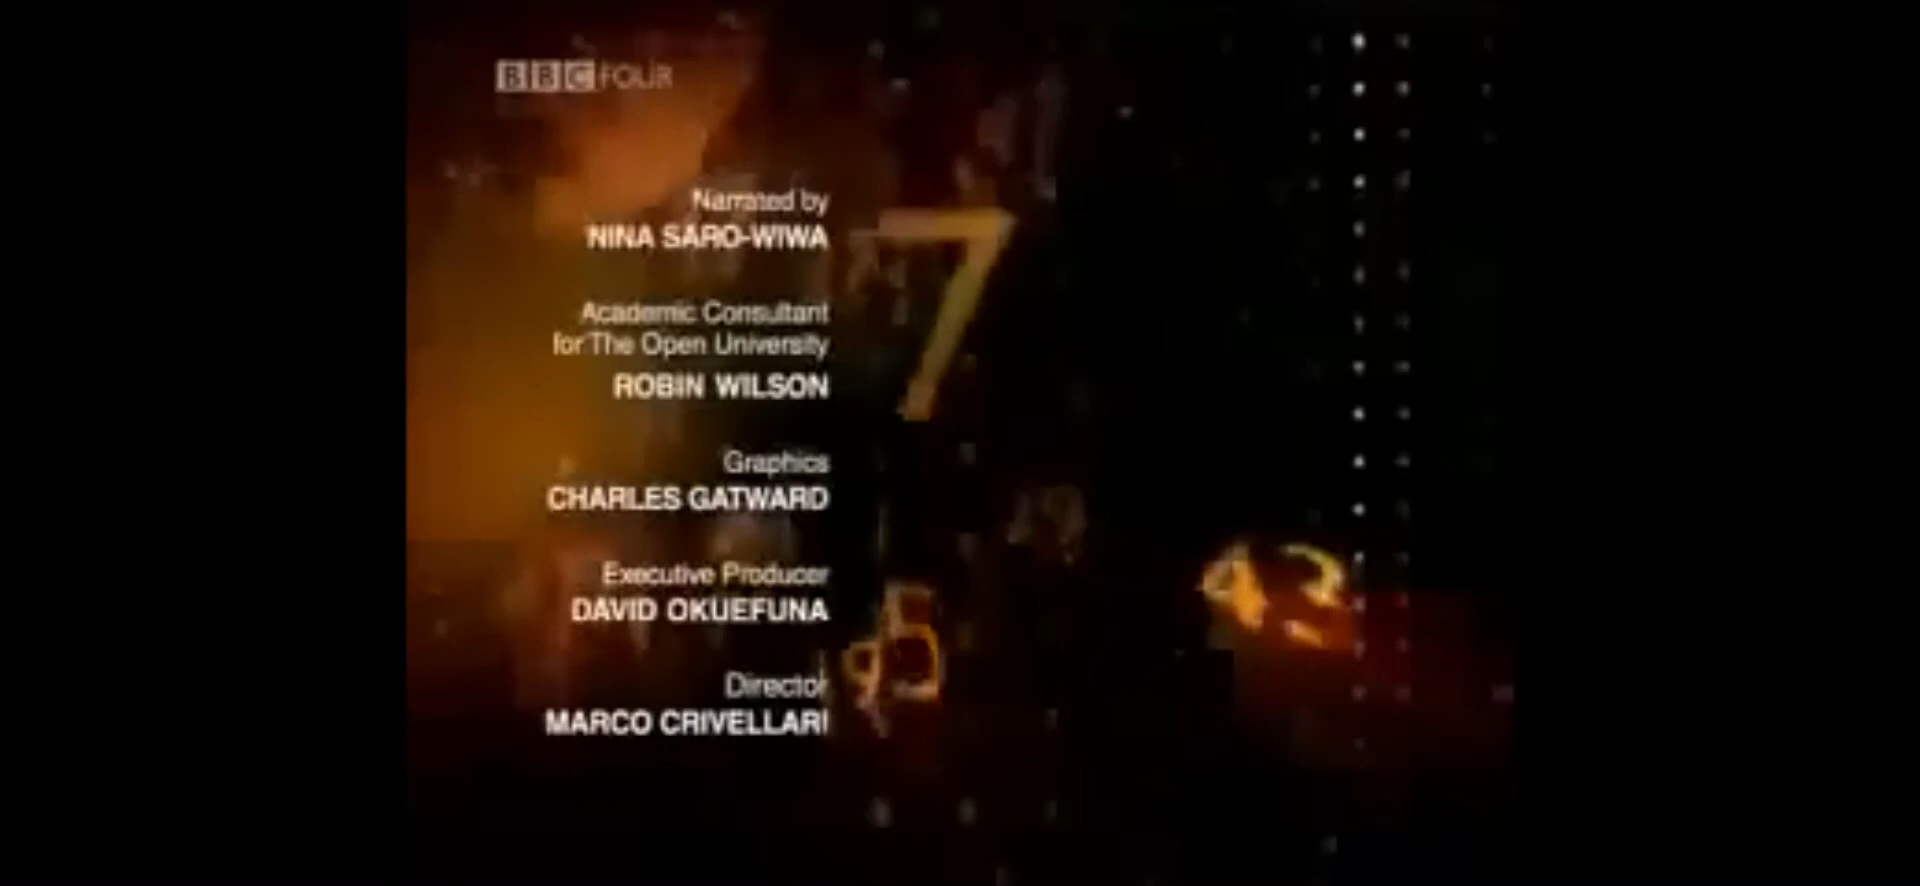 BBC FOUR
Narrated by
NINA SARO-WIWA
Academic Consultant
for The Open University
ROBIN WILSON
Graphics
CHARLES GATWARD
Executive Producer
DAVID OKUEFUNA
Director
MARCO CRIVELLARI
7
43